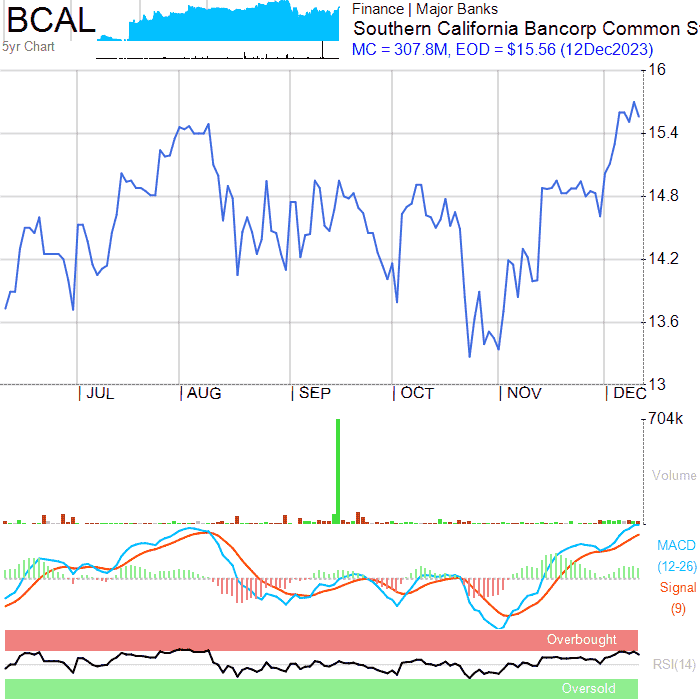 BCAL
5yr Chart
Finance | Major Banks
Southern California Bancorp Common S
MC = 307.8M, EOD = $15.56 (12Dec2023)
16
15.4
14.8
14.2
13.6
13
| JUL | AUG | SEP | OCT | NOV | DEC
704k
Volume
MACD
(12-26)
Signal
(9)
Overbought
RSI(14)
Oversold